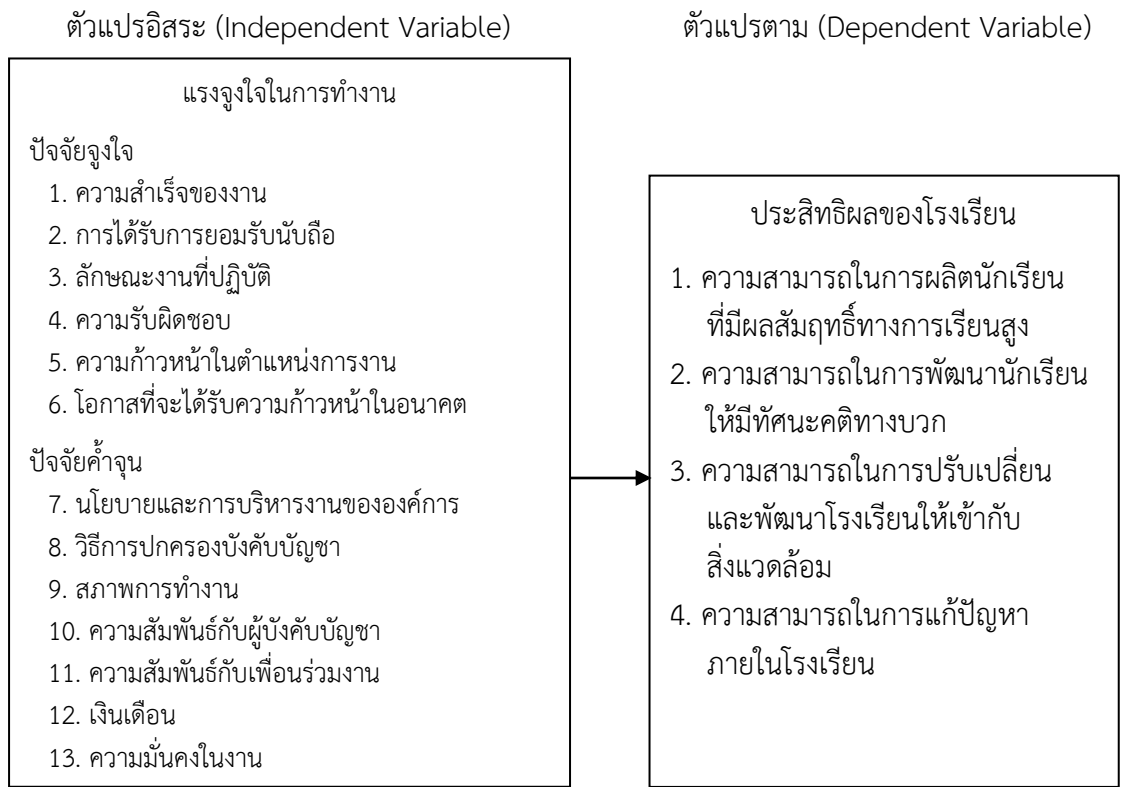 ตัวแปรอิสระ (Independent Variable)
แรงจูงใจในการทำงาน
ปัจจัยจูงใจ
1. ความสำเร็จของงาน
2. การได้รับการยอมรับนับถือ
3. ลักษณะงานที่ปฏิบัติ
4. ความรับผิดชอบ
5. ความก้าวหน้าในตำแหน่งการงาน
6. โอกาสที่จะได้รับความก้าวหน้าในอนาคต
ปัจจัยค้ำจุน
7. นโยบายและการบริหารงานขององค์การ
8. วิธีการปกครองบังคับบัญชา
9. สภาพการทำงาน
10. ความสัมพันธ์กับผู้บังคับบัญชา
11. ความสัมพันธ์กับเพื่อนร่วมงาน
12. เงินเดือน
13. ความมั่นคงในงาน
ตัวแปรตาม (Dependent Variable)
ประสิทธิผลของโรงเรียน
1. ความสามารถในการผลิตนักเรียน
ที่มีผลสัมฤทธิ์ทางการเรียนสูง
2. ความสามารถในการพัฒนานักเรียน
ให้มีทัศนะคติทางบวก
3. ความสามารถในการปรับเปลี่ยน
และพัฒนาโรงเรียนให้เข้ากับ
สิ่งแวดล้อม
4. ความสามารถในการแก้ปัญหา
ภายในโรงเรียน